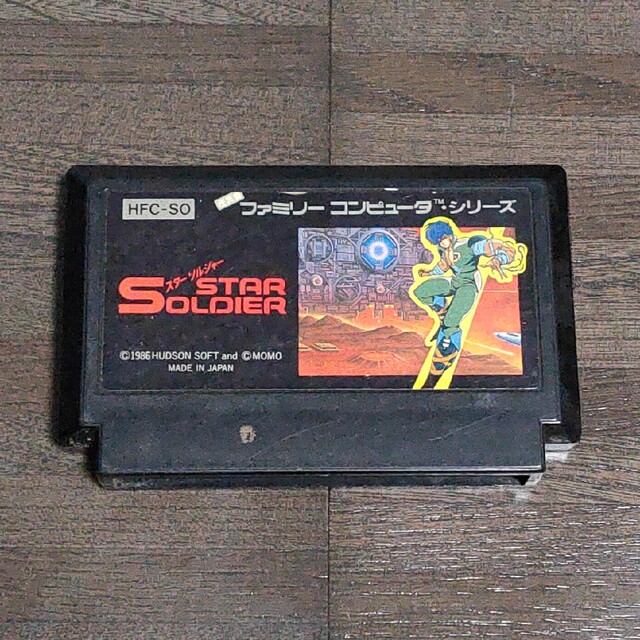 HFC-SO
ファミリー コンピュータ™・シリーズ
スター ソルジャー
STAR
SOLDIER
©1986 HUDSON SOFT and ©MOMO
MADE IN JAPAN